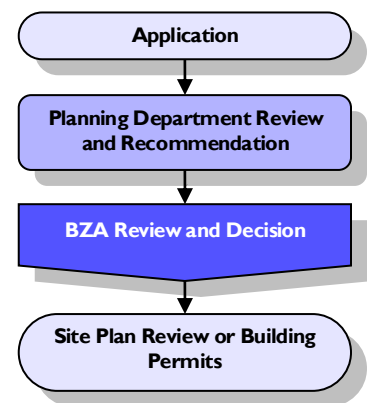 Application
Planning Department Review
and Recommendation
BZA Review and Decision
Site Plan Review or Building
Permits